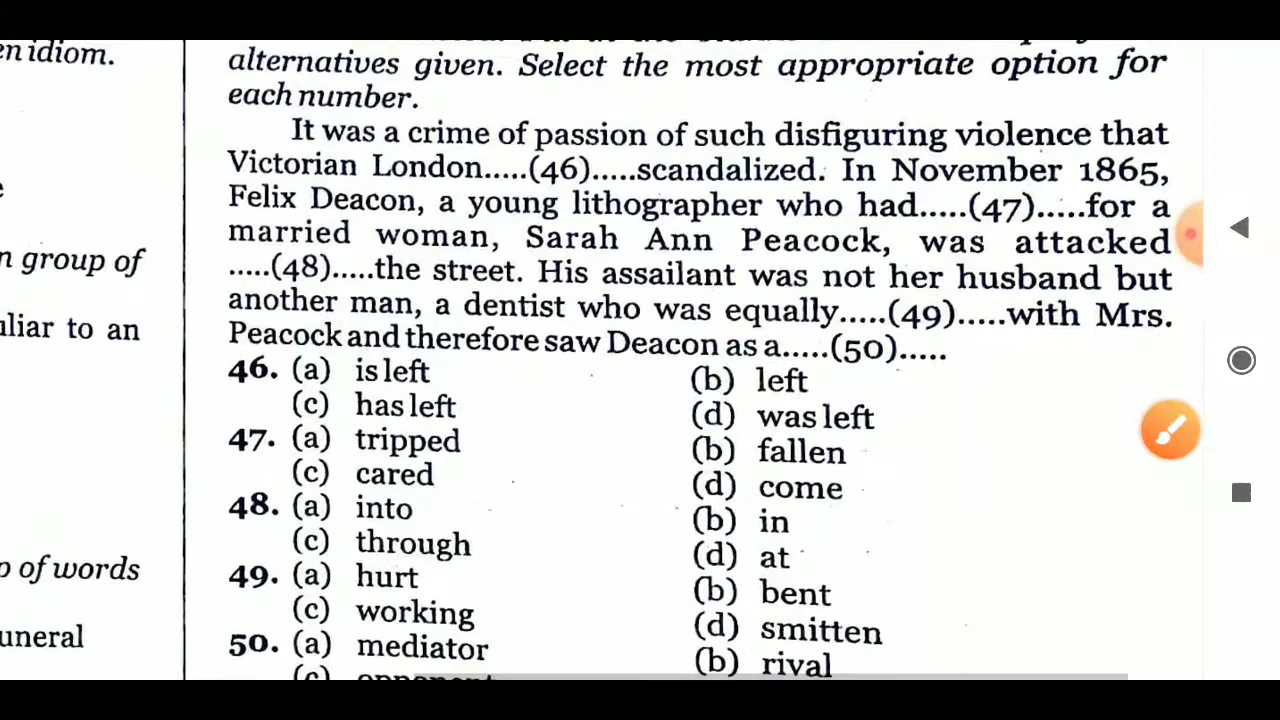 en idiom.
alternatives given. Select the most appropriate option for
each number.
It was a crime of passion of such disfiguring violence that
Victorian London.....(46).....scandalized. In November 1865,
Felix Deacon, a young lithographer who had.....(47).....for a
married woman, Sarah Ann Peacock, was attacked
.....(48).....the street. His assailant was not her husband but
another man, a dentist who was equally.....(49).....with Mrs.
Peacock and therefore saw Deacon as a.....(50).....
n group of
uliar to an
of words
uneral
46. (a) is left (b) left
(c) has left (d) was left
47. (a) tripped (b) fallen
(c) cared (d) come
48. (a) into (b) in
(c) through (d) at
49. (a) hurt (b) bent
(c) working (d) smitten
50. (a) mediator (b) rival